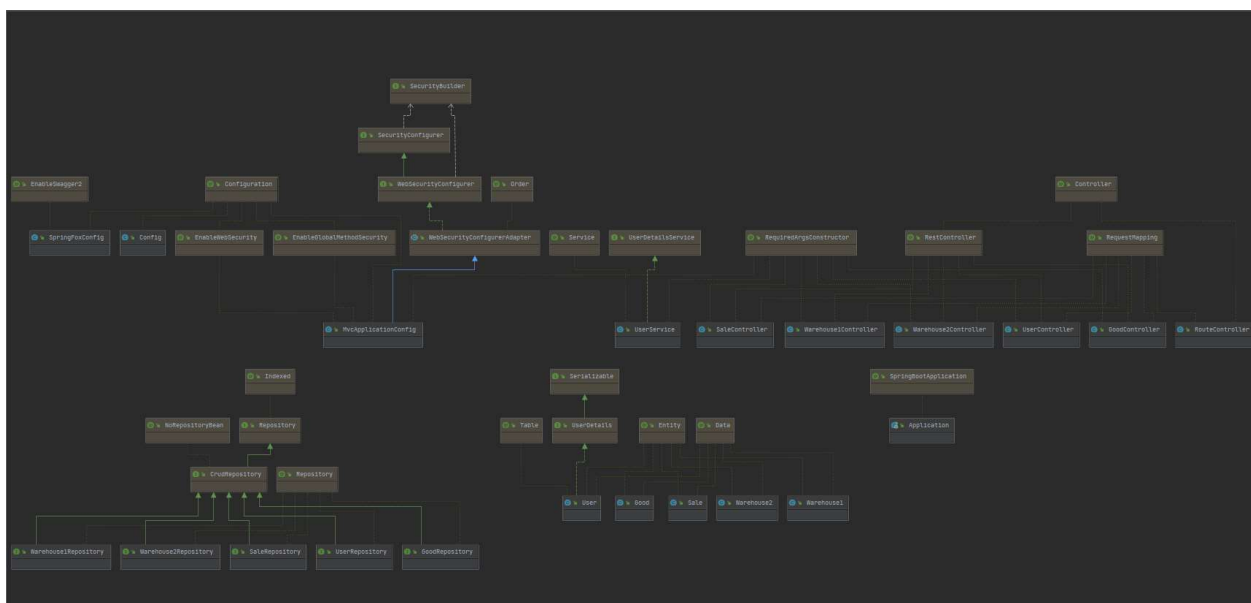 SecurityBuilder
SecurityConfigurer
EnableSwagger2
Configuration
WebSecurityConfigurer
Order
Controller
SpringFoxConfig
Config
EnableWebSecurity
EnableGlobalMethodSecurity
WebSecurityConfigurerAdapter
Service
UserDetailsService
RequiredArgsConstructor
RestController
RequestMapping
MvcApplicationConfig
UserService
SaleController
Warehouse1Controller
Warehouse2Controller
UserController
GoodController
RouteController
Indexed
Serializable
SpringBootApplication
NoRepositoryBean
Repository
Table
UserDetails
Entity
Data
Application
CrudRepository
Repository
User
Good
Sale
Warehouse2
Warehouse1
Warehouse1Repository
Warehouse2Repository
SaleRepository
UserRepository
GoodRepository